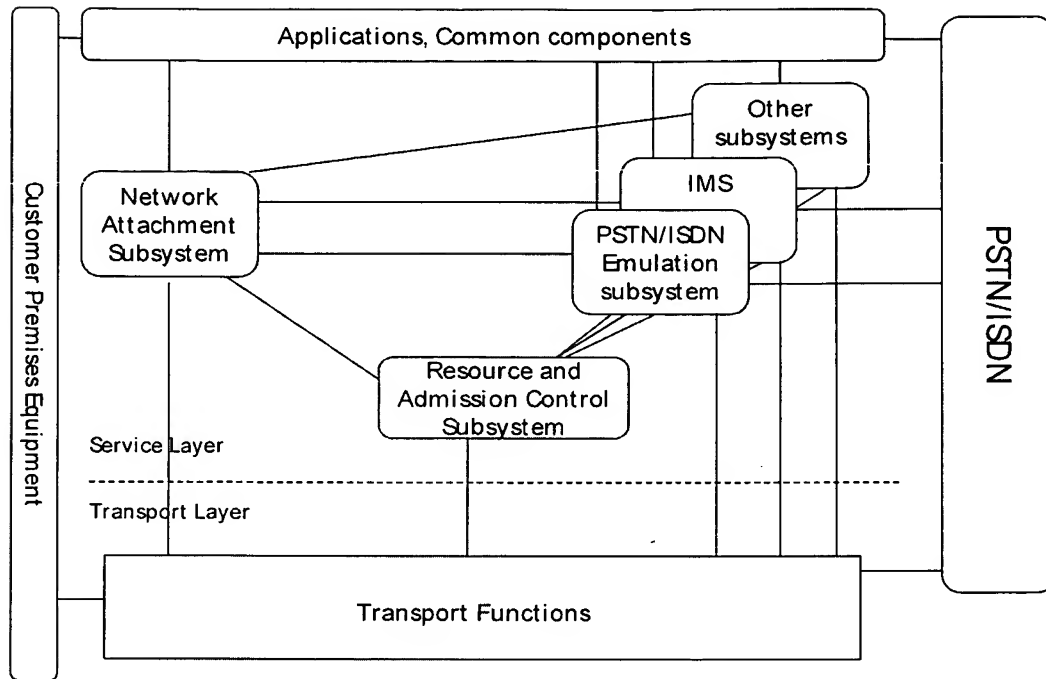 Applications, Common components
Other
subsystems
IMS
Network
Attachment
Subsystem
PSTN/ISDN
Emulation
subsystem
Resource and
Admission Control
Subsystem
Service Layer
Transport Layer
Transport Functions
Customer Premises Equipment
PSTN/ISDN